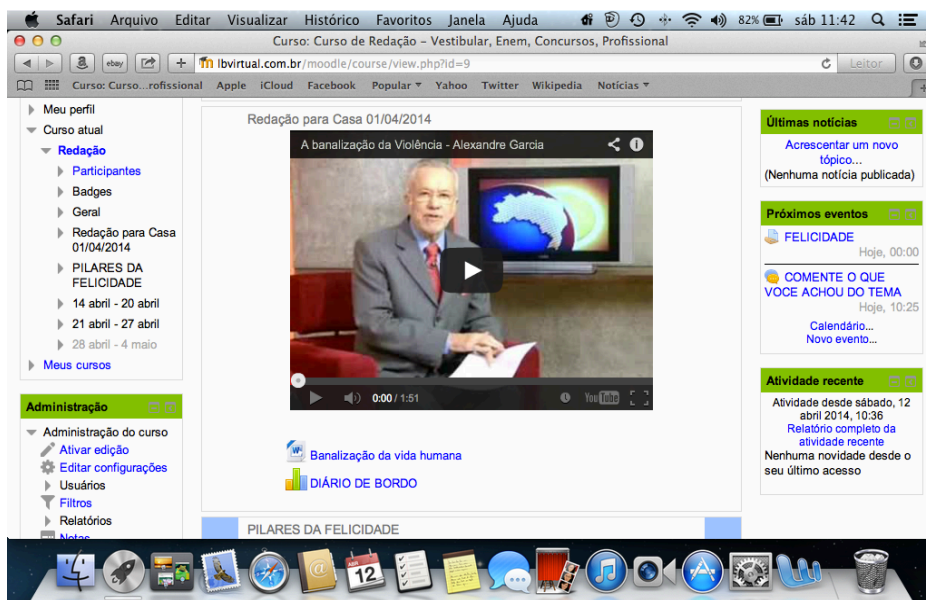 Safari Arquivo Editar Visualizar Histórico Favoritos Janela Ajuda 82% sáb 11:42
Curso: Curso de Redação – Vestibular, Enem, Concursos, Profissional
ebay lbvirtual.com.br/moodle/course/view.php?id=9 Leitor
Curso: Curso...rofissional Apple iCloud Facebook Popular Yahoo Twitter Wikipedia Notícias
Meu perfil
Curso atual
Redação
Participantes
Badges
Geral
Redação para Casa
01/04/2014
PILARES DA
FELICIDADE
14 abril - 20 abril
21 abril - 27 abril
28 abril - 4 maio
Meus cursos
Administração
Administração do curso
Ativar edição
Editar configurações
Usuários
Filtros
Relatórios
Notas
Redação para Casa 01/04/2014
A banalização da Violência - Alexandre Garcia
0:00 / 1:51 YouTube
Banalização da vida humana
DIÁRIO DE BORDO
PILARES DA FELICIDADE
Últimas notícias
Acrescentar um novo
tópico...
(Nenhuma notícia publicada)
Próximos eventos
FELICIDADE
Hoje, 00:00
COMENTE O QUE
VOCE ACHOU DO TEMA
Hoje, 10:25
Calendário...
Novo evento...
Atividade recente
Atividade desde sábado, 12
abril 2014, 10:36
Relatório completo da
atividade recente
Nenhuma novidade desde o
seu último acesso
ABR
12